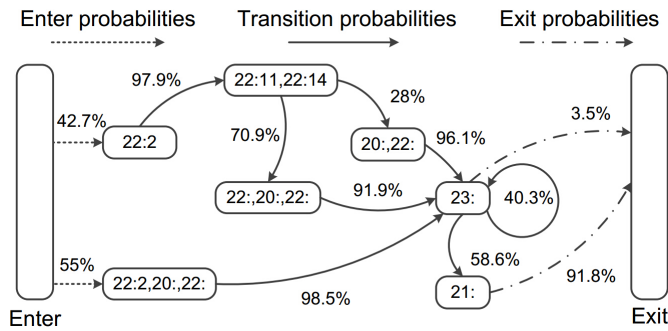 Enter probabilities Transition probabilities Exit probabilities
97.9% 22:11,22:14
28% 3.5%
42.7% 22:2 70.9% 20:,22: 96.1%
22:,20:,22: 91.9% 23: 40.3%
55% 22:2,20:,22: 98.5% 58.6% 91.8%
21:
Enter Exit